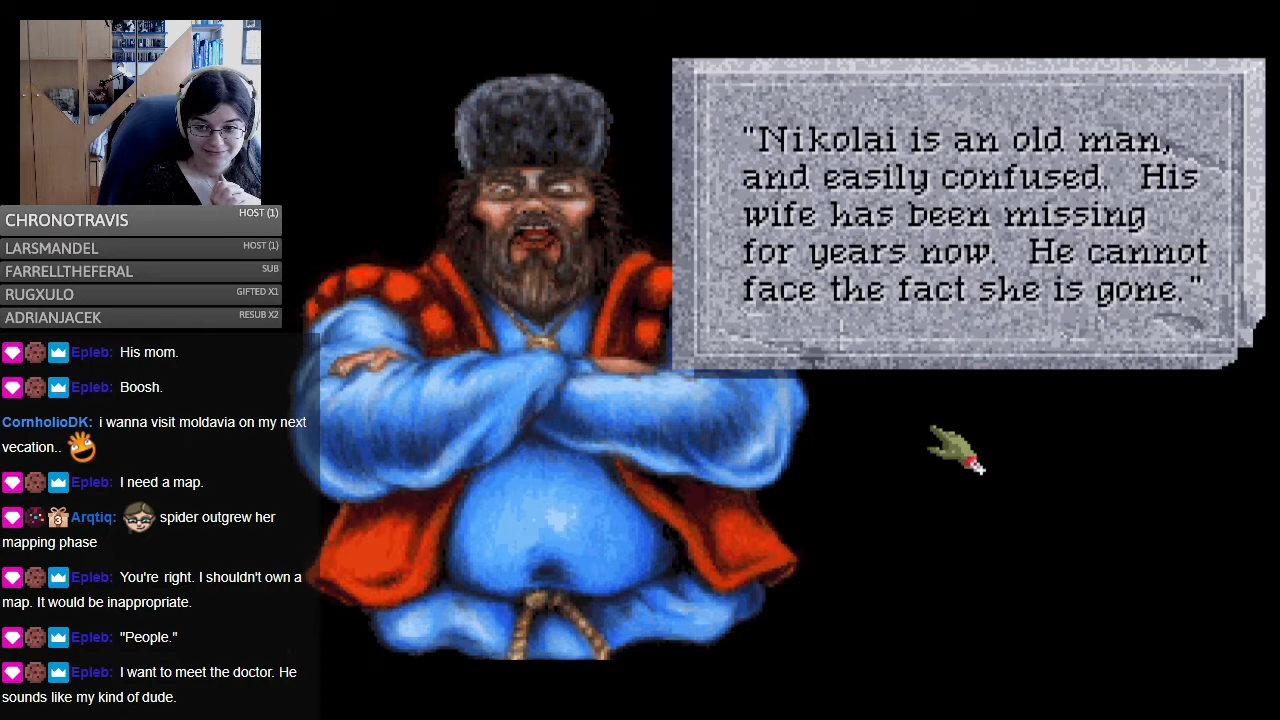 CHRONOTRAVIS HOST (1)
LARSMANDEL HOST (1)
FARRELLTHEFERAL SUB
RUGXULO GIFTED X1
ADRIANJACEK RESUB X2
Epleb: His mom.
Epleb: Boosh.
CornholioDK: i wanna visit moldavia on my next
vecation..
Epleb: I need a map.
3 Arqtiq: spider outgrew her
mapping phase
Epleb: You're right. I shouldn't own a
map. It would be inappropriate.
Epleb: "People."
Epleb: I want to meet the doctor. He
sounds like my kind of dude.
"Nikolai is an old man,
and easily confused. His
wife has been missing
for years now. He cannot
face the fact she is gone."